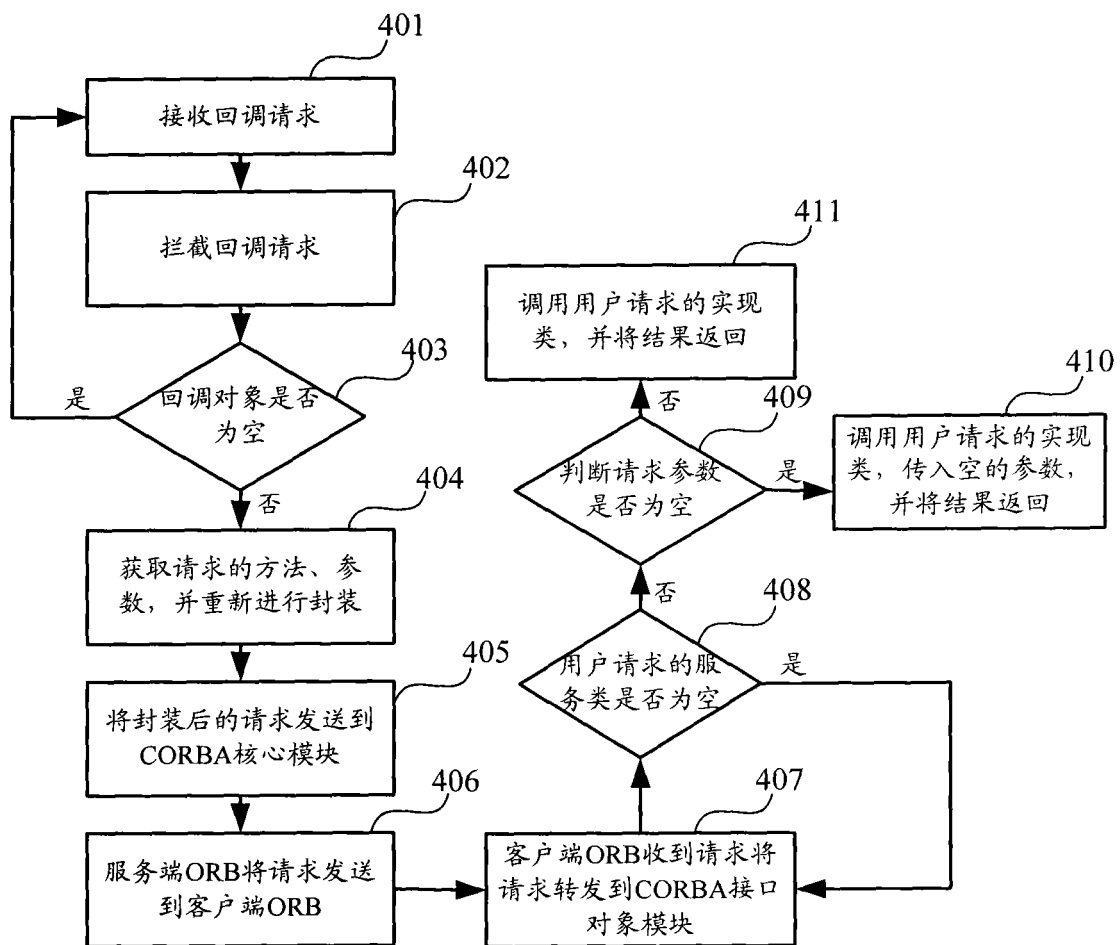 401
接收回调请求
402
拦截回调请求
403
回调对象是否
为空
是
否
404
获取请求的方法、参
数，并重新进行封装
405
将封装后的请求发送到
CORBA核心模块
406
服务端ORB将请求发送
到客户端ORB
407
客户端ORB收到请求将
请求转发到CORBA接口
对象模块
408
用户请求的服
务类是否为空
是
否
409
判断请求参数
是否为空
是
否
410
调用用户请求的实现
类，传入空的参数，
并将结果返回
411
调用用户请求的实现
类，并将结果返回